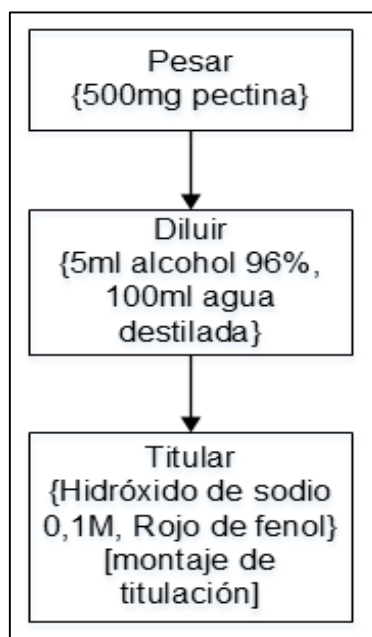 Pesar
{500mg pectina}
Diluir
{5ml alcohol 96%,
100ml agua
destilada}
Titular
{Hidróxido de sodio
0,1M, Rojo de fenol}
[montaje de
titulación]